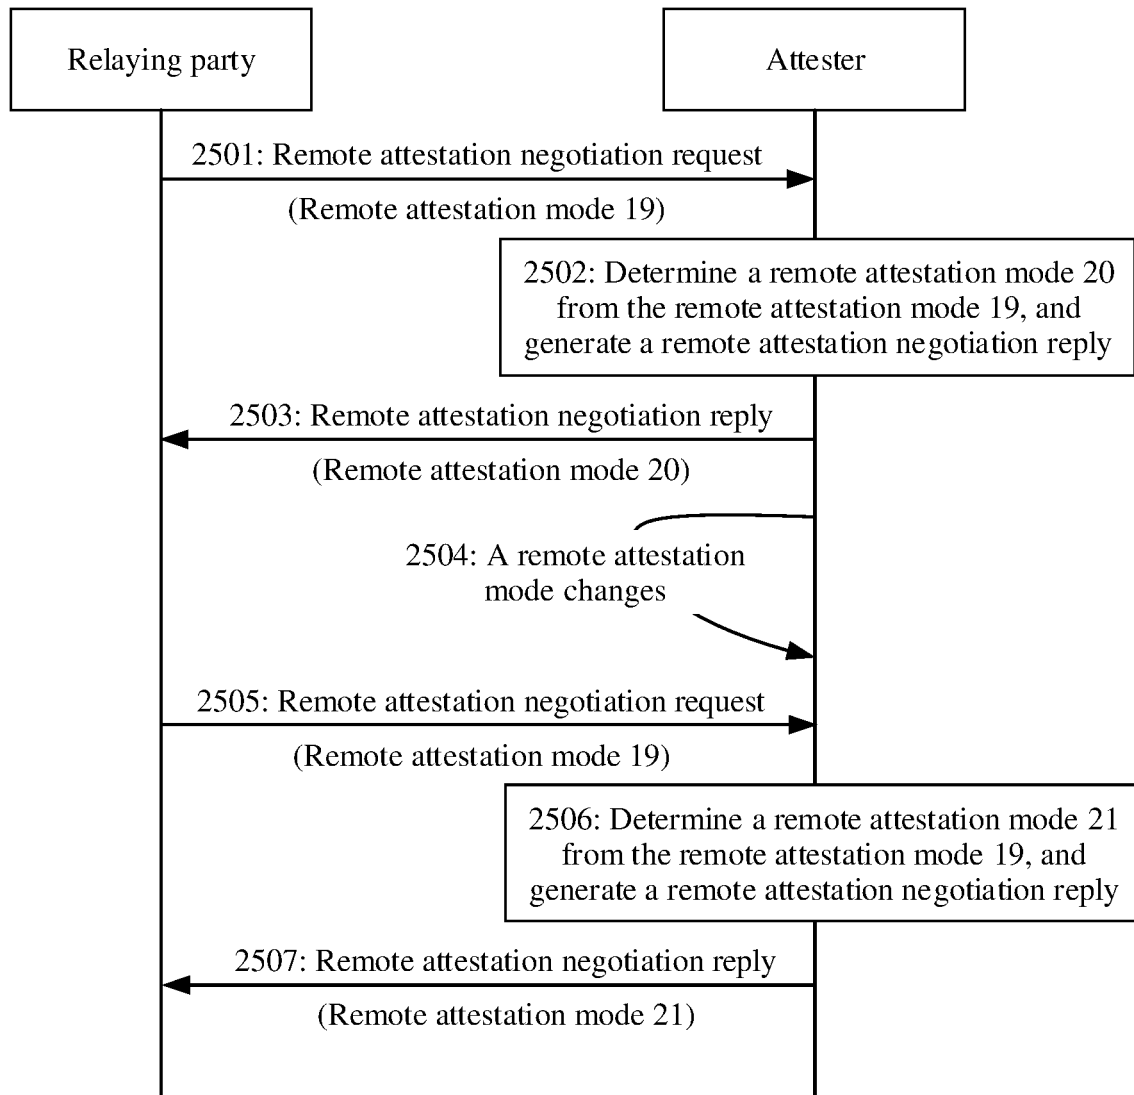 Relaying party
Attester
2501: Remote attestation negotiation request
(Remote attestation mode 19)
2502: Determine a remote attestation mode 20
from the remote attestation mode 19, and
generate a remote attestation negotiation reply
2503: Remote attestation negotiation reply
(Remote attestation mode 20)
2504: A remote attestation
mode changes
2505: Remote attestation negotiation request
(Remote attestation mode 19)
2506: Determine a remote attestation mode 21
from the remote attestation mode 19, and
generate a remote attestation negotiation reply
2507: Remote attestation negotiation reply
(Remote attestation mode 21)